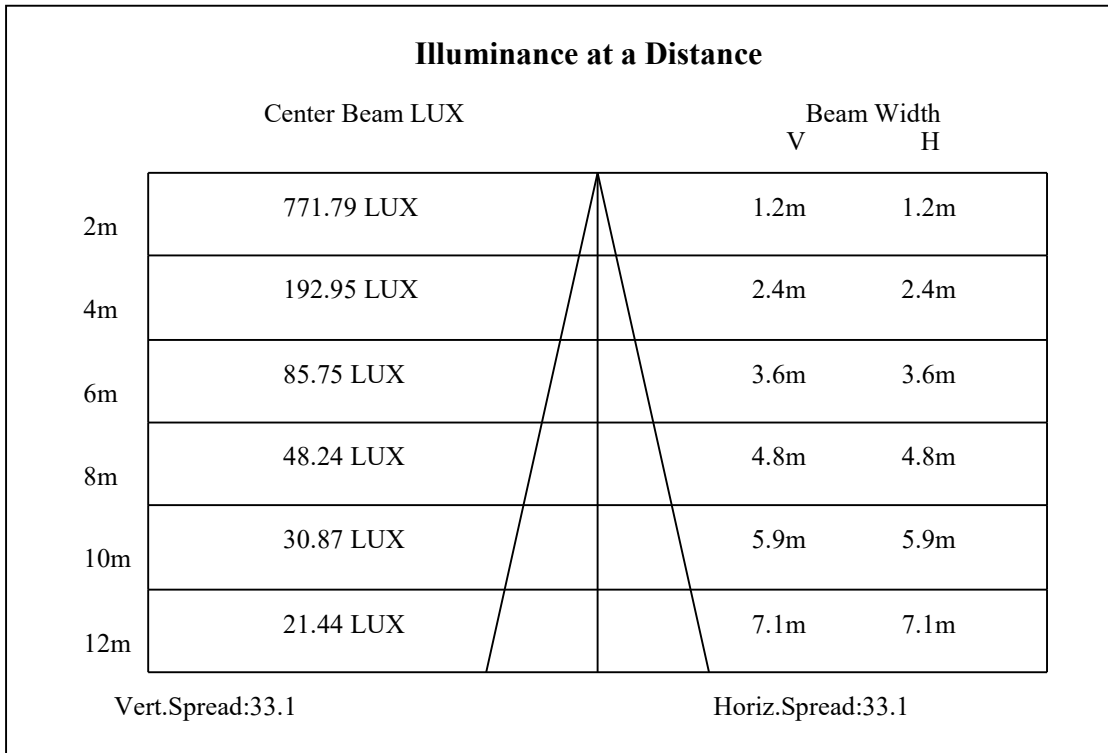 Illuminance at a Distance
Center Beam LUX Beam Width
V H
2m 771.79 LUX 1.2m 1.2m
4m 192.95 LUX 2.4m 2.4m
6m 85.75 LUX 3.6m 3.6m
8m 48.24 LUX 4.8m 4.8m
10m 30.87 LUX 5.9m 5.9m
12m 21.44 LUX 7.1m 7.1m
Vert.Spread:33.1 Horiz.Spread:33.1